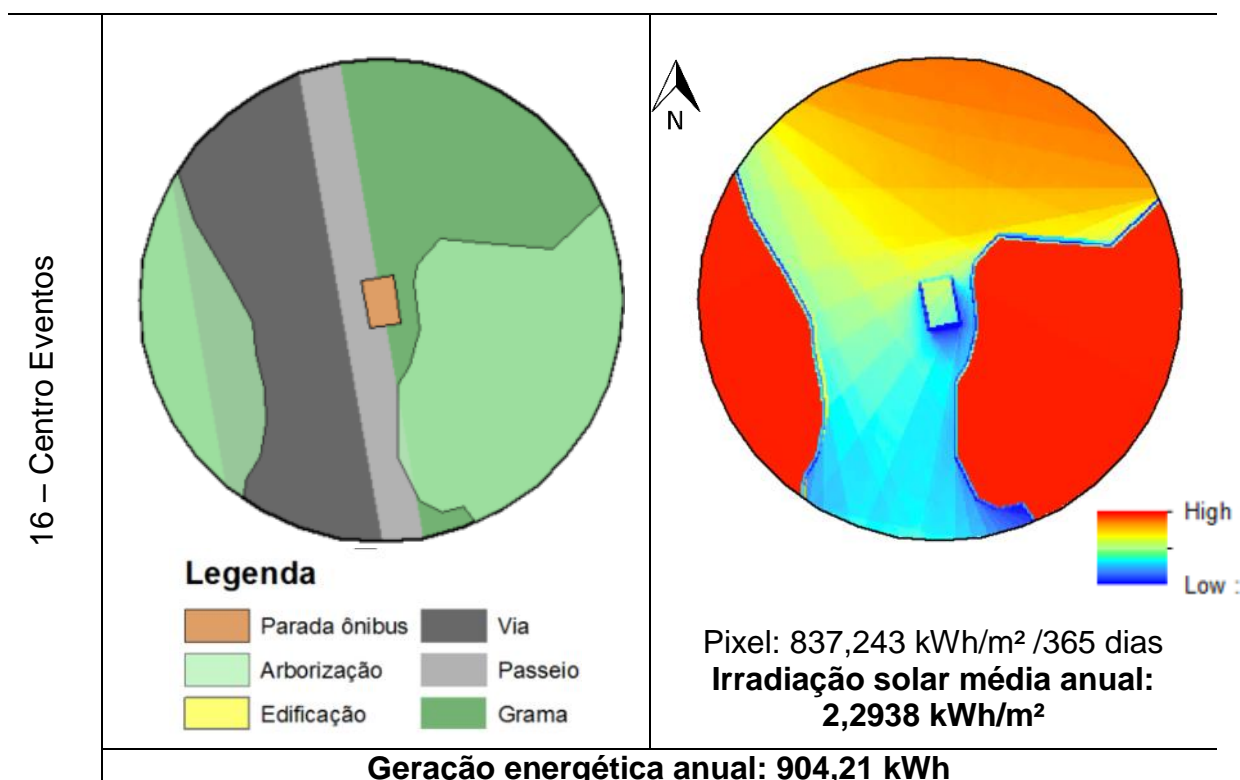 16 – Centro Eventos
N
Legenda
Parada ônibus
Via
Arborização
Passeio
Edificação
Grama
High
Low :
Pixel: 837,243 kWh/m² /365 dias
Irradiação solar média anual:
2,2938 kWh/m²
Geração energética anual: 904,21 kWh